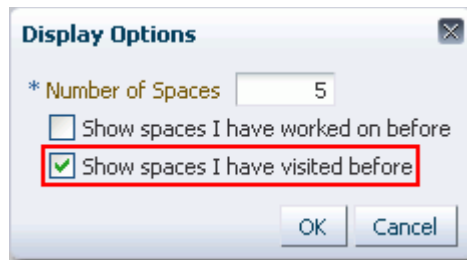 Display Options
* Number of Spaces 5
Show spaces I have worked on before
Show spaces I have visited before
OK Cancel